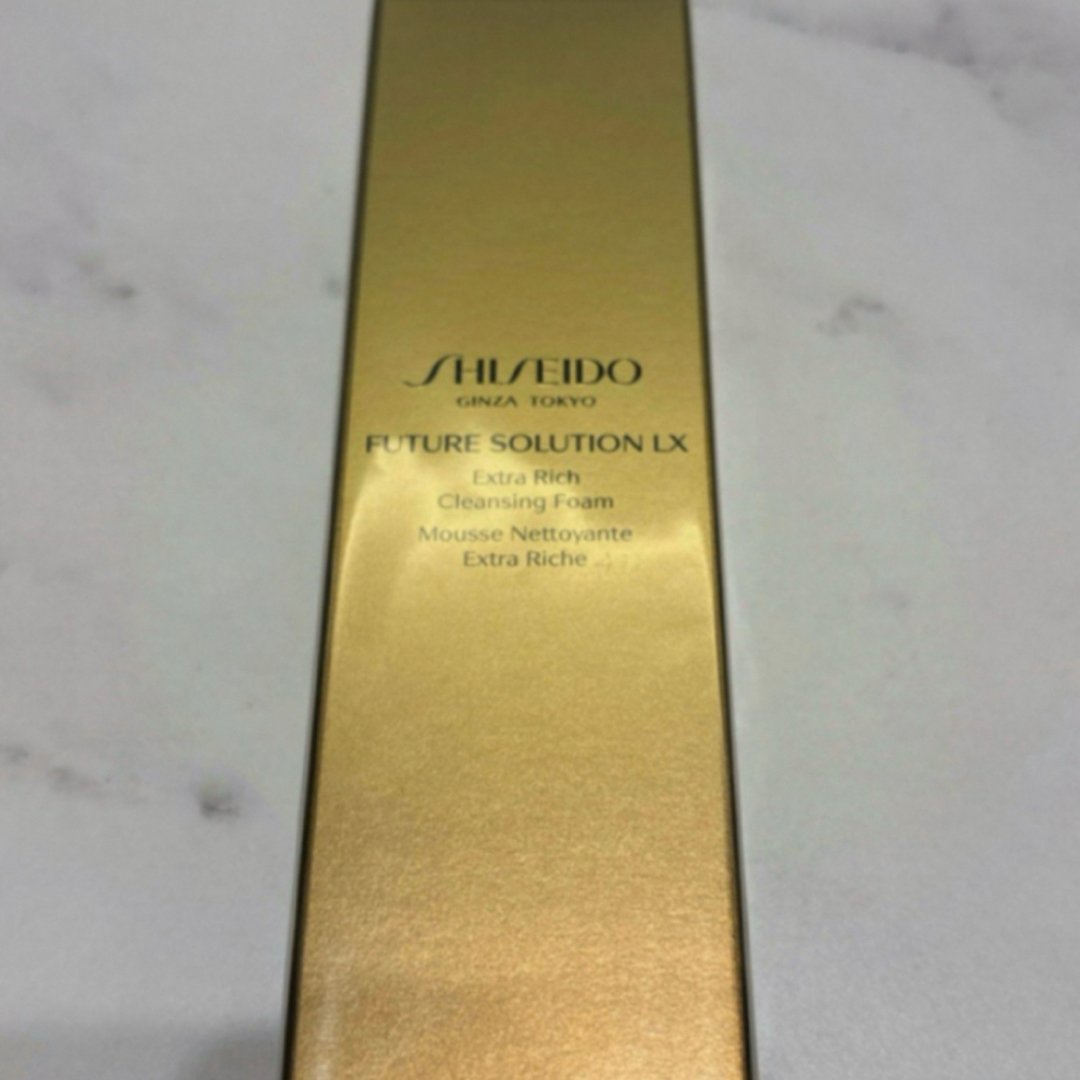 SHISEIDO
GINZA TOKYO
FUTURE SOLUTION LX
Extra Rich
Cleansing Foam
Mousse Nettoyante
Extra Riche